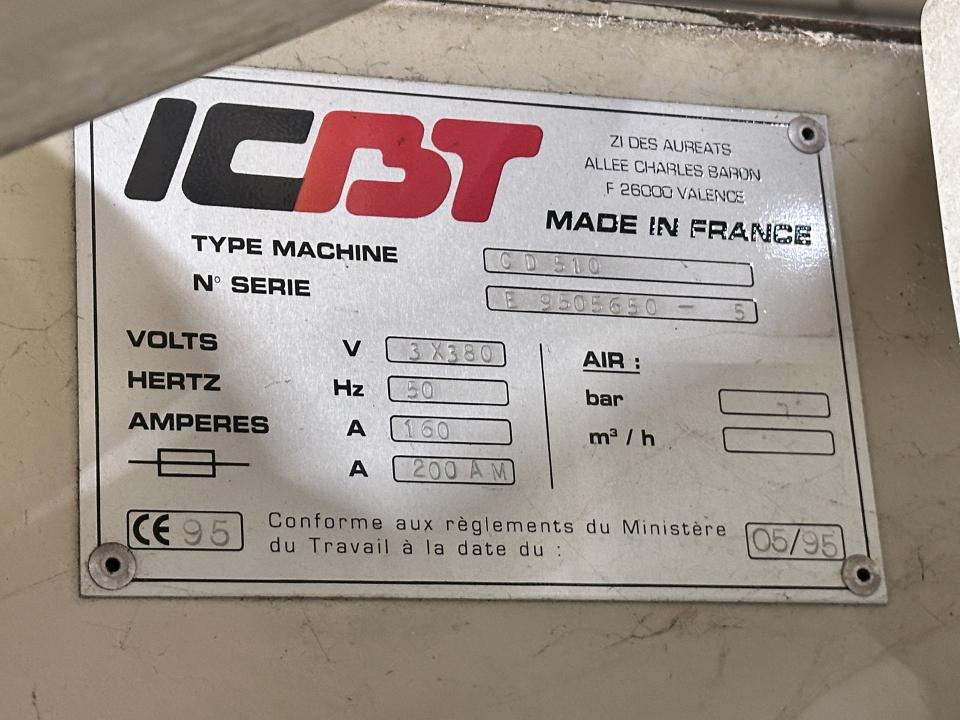 ICBT
ZI DES AUREATS
ALLEE CHARLES BARON
F 26000 VALENCE
MADE IN FRANCE
TYPE MACHINE CD 510
N° SERIE E 9505650 - 5
VOLTS V 3X380
HERTZ Hz 50
AMPERES A 160
A 200 AM
AIR :
bar
m³ / h
CE 95
Conforme aux règlements du Ministère
du Travail à la date du : 05/95